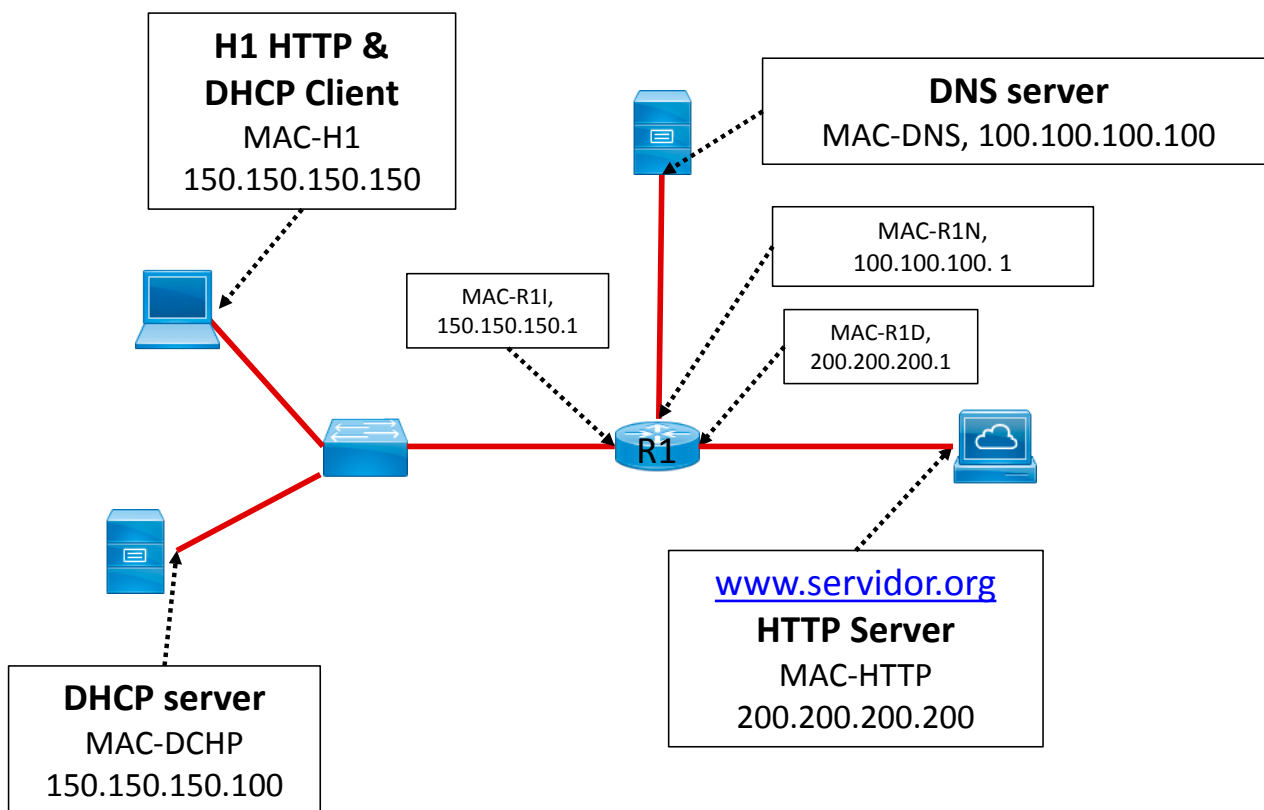 H1 HTTP &
DHCP Client
MAC-H1
150.150.150.150
DNS server
MAC-DNS, 100.100.100.100
MAC-R1N,
100.100.100. 1
MAC-R1I,
150.150.150.1
MAC-R1D,
200.200.200.1
R1
www.servidor.org
HTTP Server
MAC-HTTP
200.200.200.200
DHCP server
MAC-DCHP
150.150.150.100